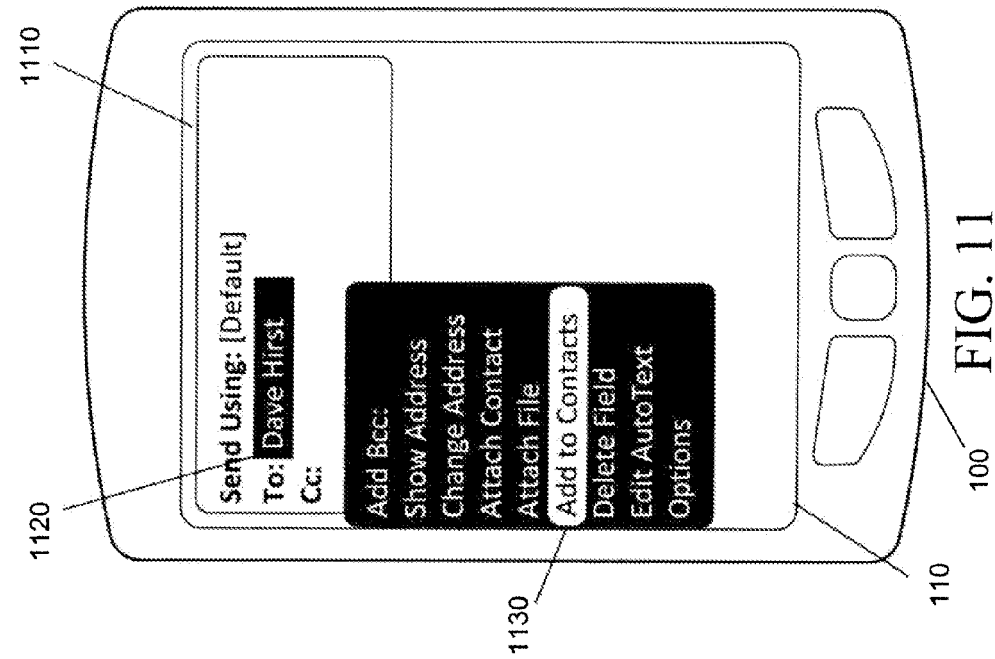 1110
1120
Send Using: [Default]
To: Dave Hirst
Cc:
Add Bcc:
Show Address
Change Address
Attach Contact
Attach File
Add to Contacts
Delete Field
Edit AutoText
Options
1130
110
100
FIG. 11